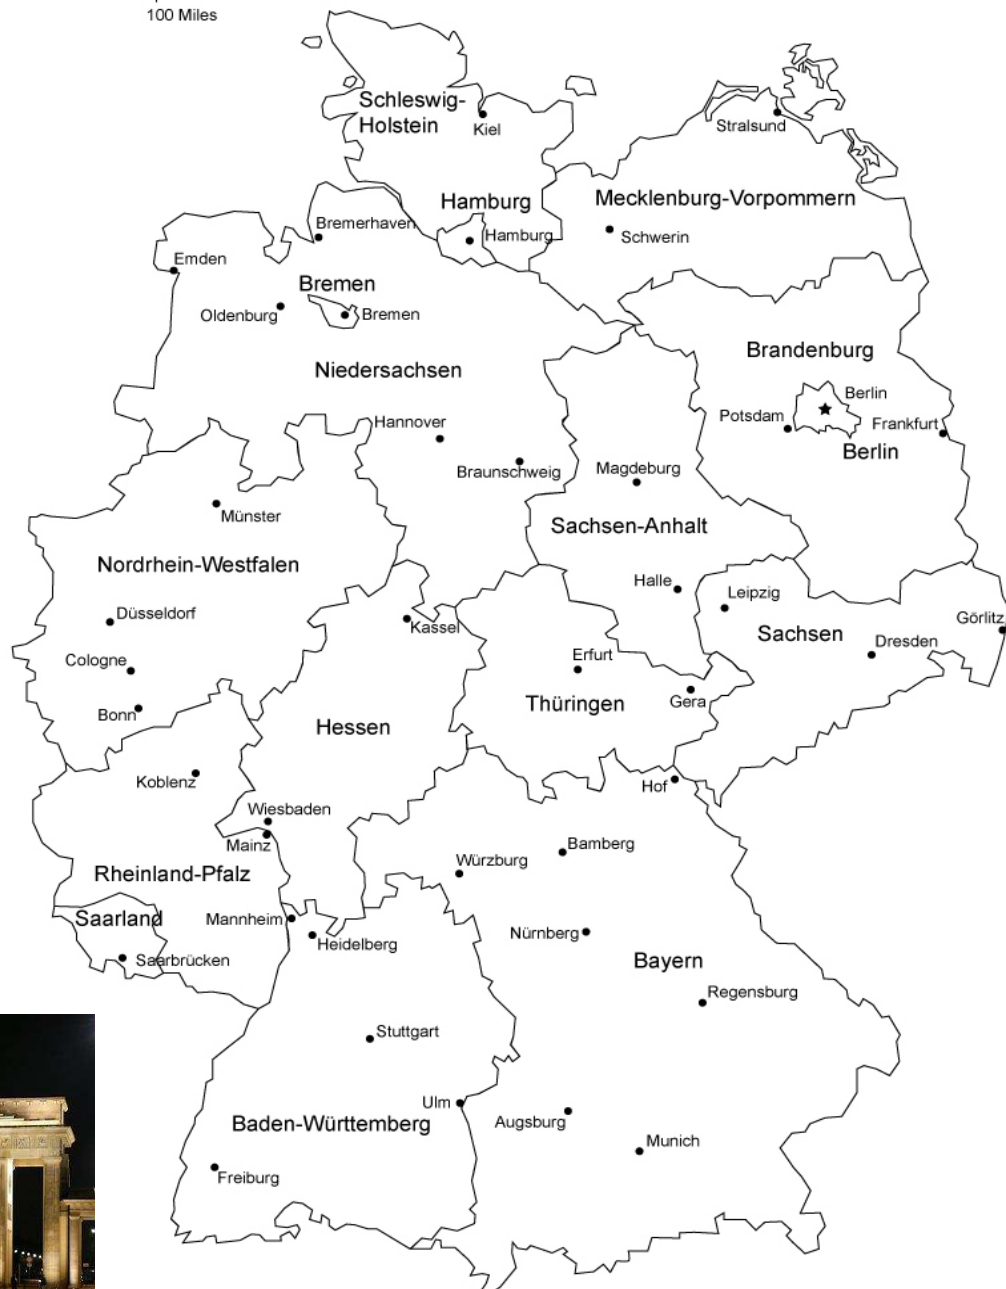 100 Miles
Schleswig-
Holstein
Kiel
Stralsund
Mecklenburg-Vorpommern
Hamburg
Hamburg
Schwerin
Bremerhaven
Emden
Bremen
Bremen
Oldenburg
Niedersachsen
Brandenburg
Berlin
Potsdam
Frankfurt
Berlin
Hannover
Braunschweig
Magdeburg
Sachsen-Anhalt
Münster
Nordrhein-Westfalen
Halle
Leipzig
Düsseldorf
Kassel
Görlitz
Sachsen
Dresden
Cologne
Erfurt
Bonn
Thüringen
Gera
Hessen
Koblenz
Hof
Wiesbaden
Mainz
Bamberg
Würzburg
Rheinland-Pfalz
Saarland
Mannheim
Heidelberg
Nürnberg
Saarbrücken
Bayern
Regensburg
Stuttgart
Ulm
Baden-Württemberg
Augsburg
Munich
Freiburg